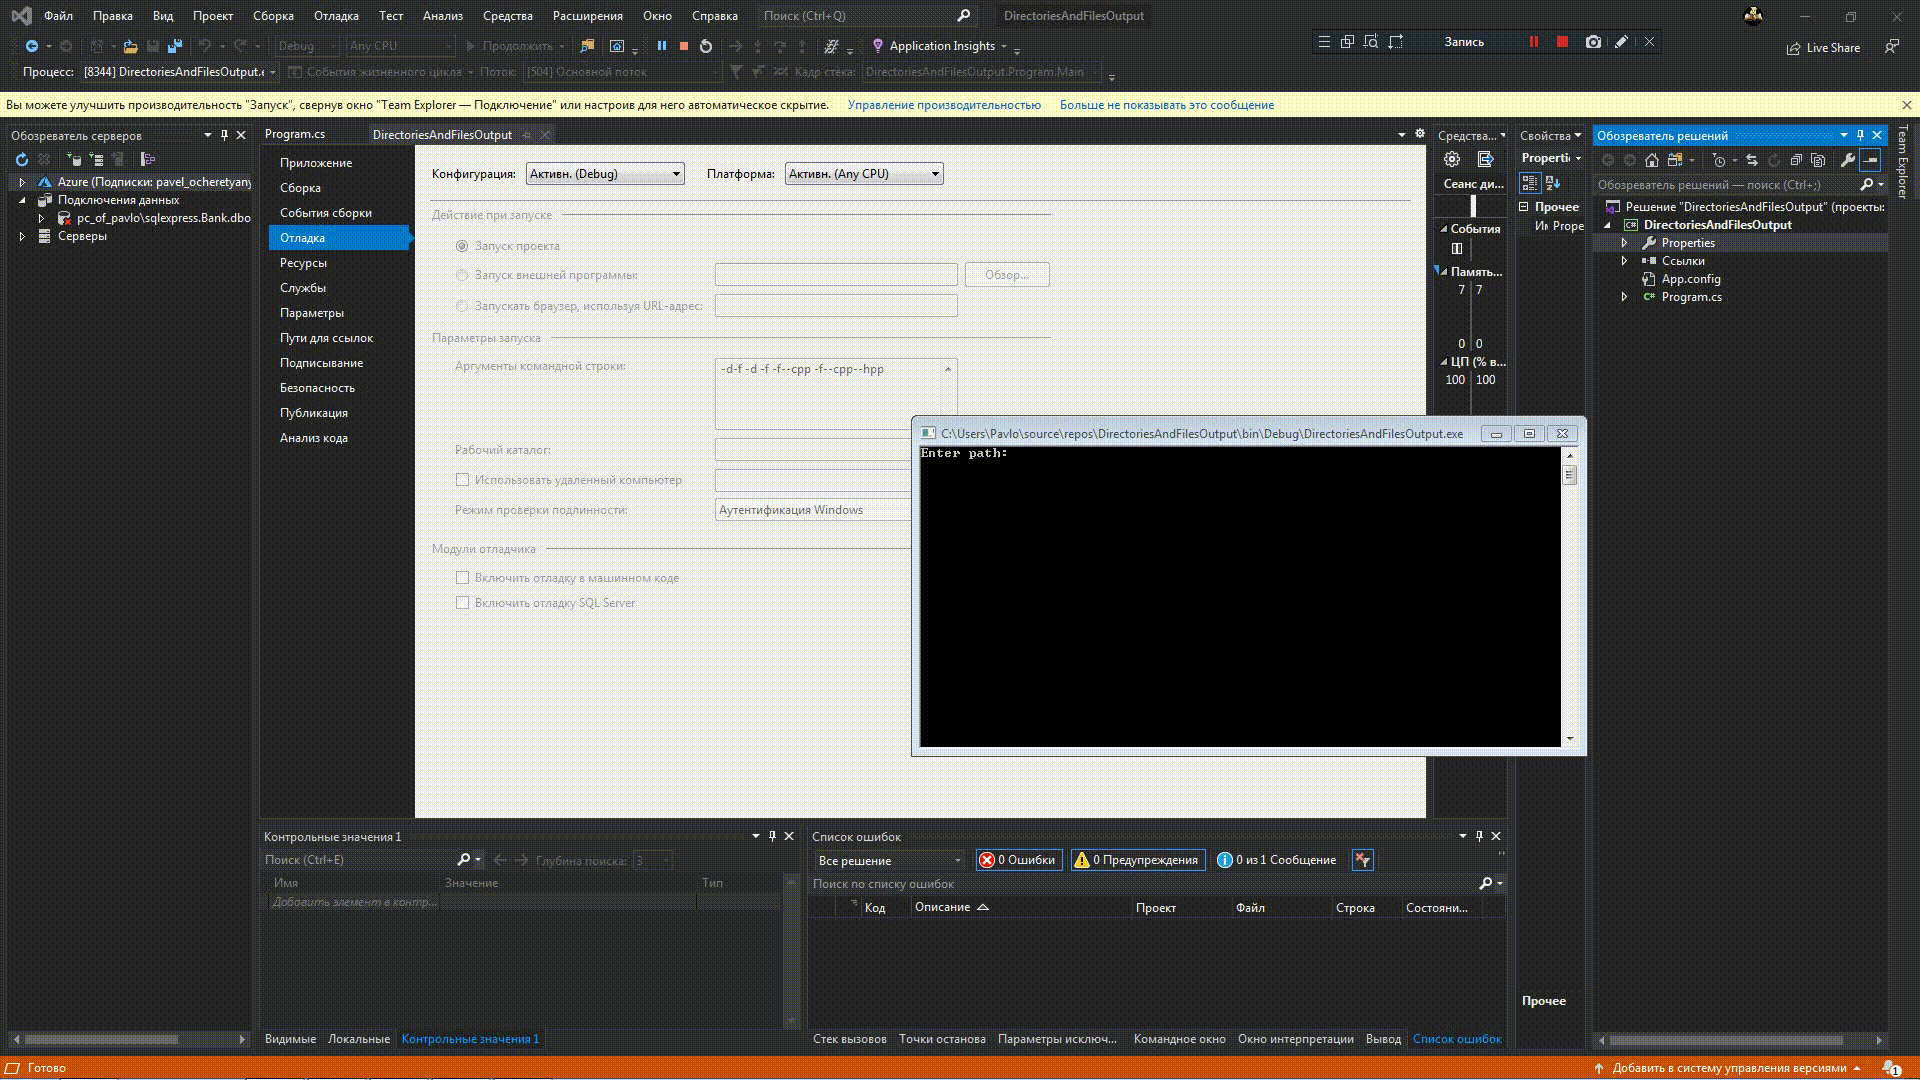 Файл Правка Вид Проект Сборка Отладка Тест Анализ Средства Расширения Окно Справка Поиск (Ctrl+Q) DirectoriesAndFilesOutput
Debug Any CPU Продолжить Application Insights Запись Live Share
Процесс: [8344] DirectoriesAndFilesOutput.e События жизненного цикла Поток: [504] Основной поток Кадр стека: DirectoriesAndFilesOutput.Program.Main
Вы можете улучшить производительность "Запуск", свернув окно "Team Explorer — Подключение" или настроив для него автоматическое скрытие. Управление производительностью Больше не показывать это сообщение
Обозреватель серверов
Azure (Подписки: pavel_ocheretyany
Подключения данных
pc_of_pavlo\sqlexpress.Bank.dbo
Серверы
Program.cs DirectoriesAndFilesOutput
Приложение
Сборка
События сборки
Отладка
Ресурсы
Службы
Параметры
Пути для ссылок
Подписывание
Безопасность
Публикация
Анализ кода
Конфигурация: Активн. (Debug) Платформа: Активн. (Any CPU)
Действие при запуске
Запуск проекта
Запуск внешней программы: Обзор...
Запускать браузер, используя URL-адрес:
Параметры запуска
Аргументы командной строки: -d-f -d -f -f--cpp -f--cpp--hpp
Рабочий каталог:
Использовать удаленный компьютер
Режим проверки подлинности: Аутентификация Windows
Модули отладчика
Включить отладку в машинном коде
Включить отладку SQL Server
C:\Users\Pavlo\source\repos\DirectoriesAndFilesOutput\bin\Debug\DirectoriesAndFilesOutput.exe
Enter path:
Средства...
Сеанс ди...
События
Память...
7 7
0 0
ЦП (% в...
100 100
Свойства
Properti
Прочее
Им Prope
Прочее
Обозреватель решений
Обозреватель решений — поиск (Ctrl+;)
Решение "DirectoriesAndFilesOutput" (проекты:
DirectoriesAndFilesOutput
Properties
Ссылки
App.config
Program.cs
Team Explorer
Контрольные значения 1
Поиск (Ctrl+E) Глубина поиска: 3
Имя Значение Тип
Добавить элемент в контр...
Видимые Локальные Контрольные значения 1
Список ошибок
Все решение 0 Ошибки 0 Предупреждения 0 из 1 Сообщение
Поиск по списку ошибок
Код Описание Проект Файл Строка Состояни...
Стек вызовов Точки останова Параметры исключ... Командное окно Окно интерпретации Вывод Список ошибок
Готово Добавить в систему управления версиями 1